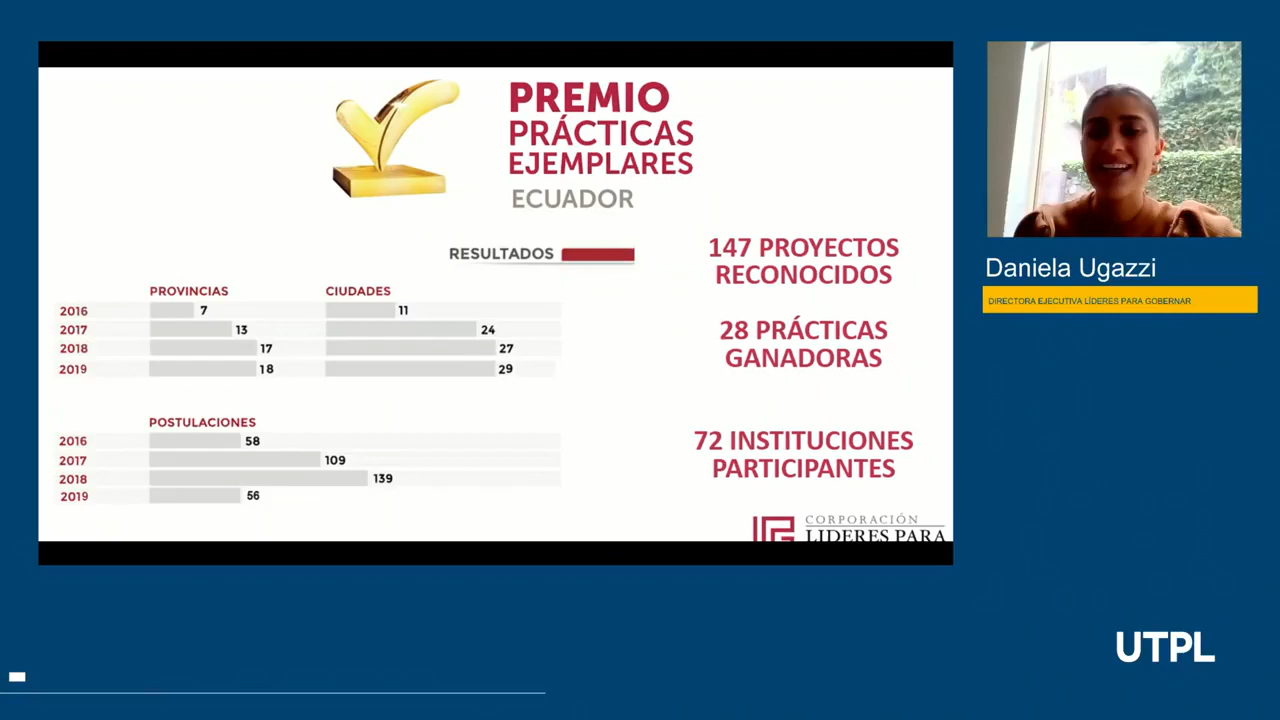 PREMIO
PRÁCTICAS
EJEMPLARES
ECUADOR
RESULTADOS
PROVINCIAS
2016 7
2017 13
2018 17
2019 18
CIUDADES
11
24
27
29
POSTULACIONES
2016 58
2017 109
2018 139
2019 56
147 PROYECTOS
RECONOCIDOS
28 PRÁCTICAS
GANADORAS
72 INSTITUCIONES
PARTICIPANTES
CORPORACIÓN
LIDERES PARA
Daniela Ugazzi
DIRECTORA EJECUTIVA LÍDERES PARA GOBERNAR
UTPL